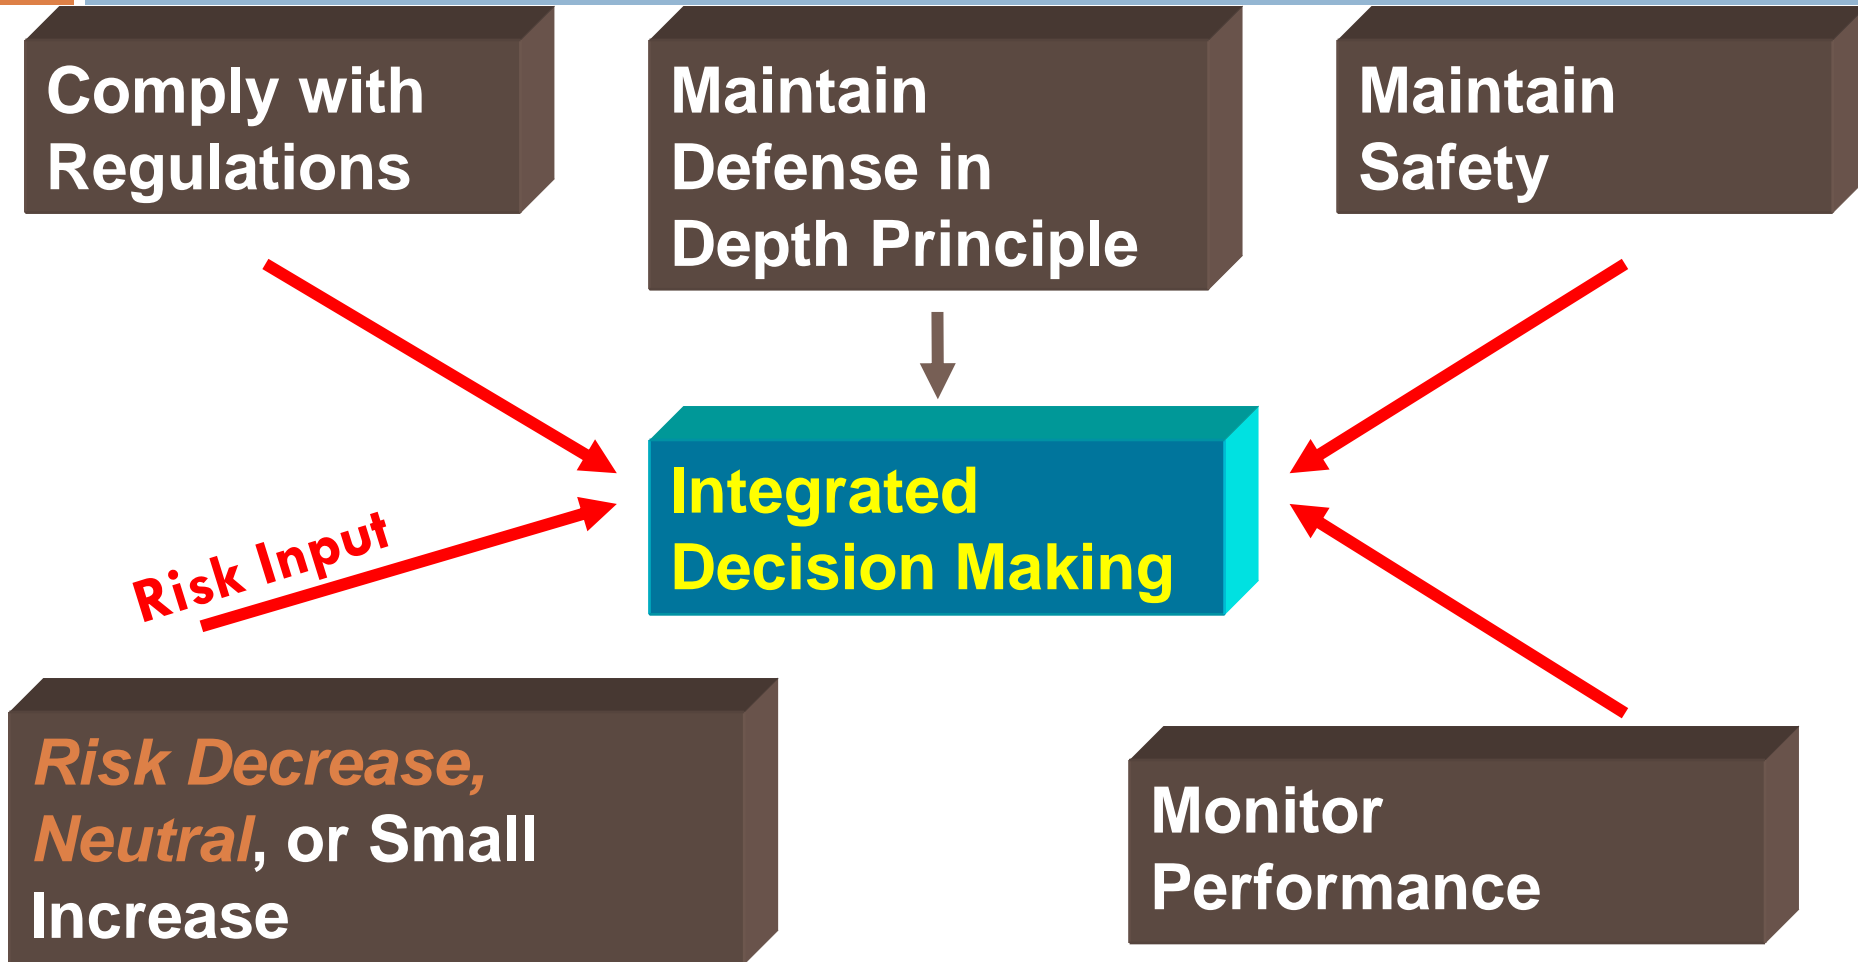 Comply with
Regulations
Maintain
Defense in
Depth Principle
Maintain
Safety
Integrated
Decision Making
Risk Input
Risk Decrease,
Neutral, or Small
Increase
Monitor
Performance